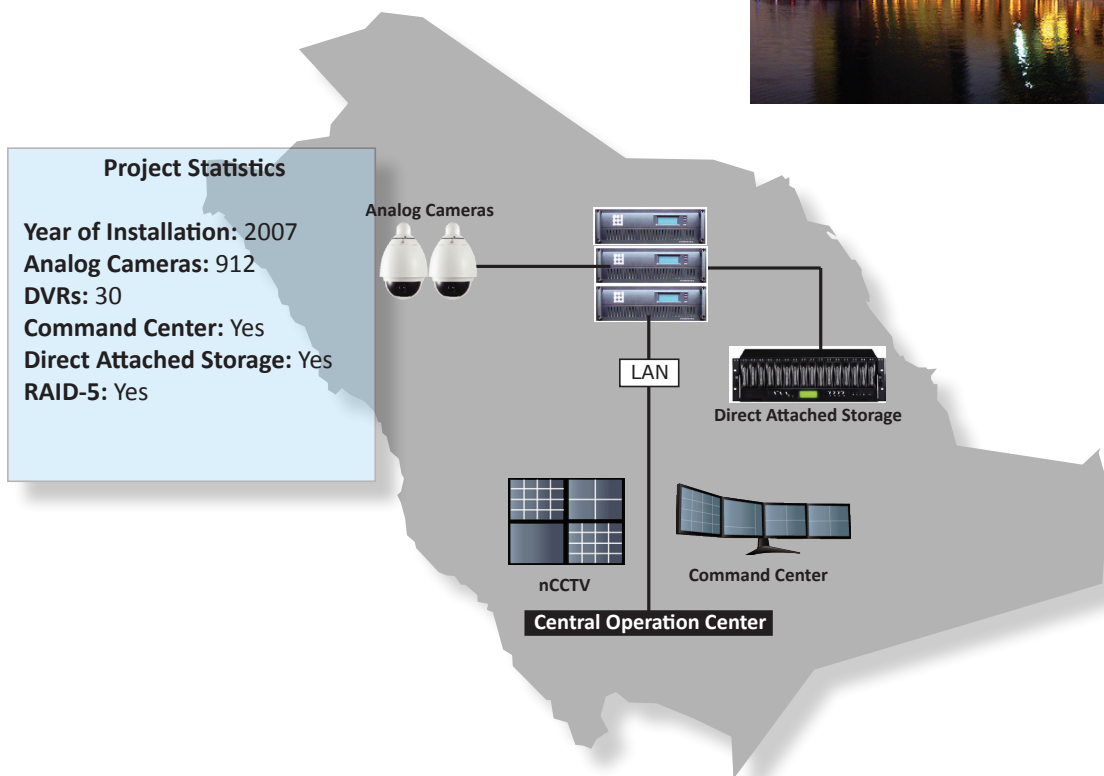 Project Statistics
Year of Installation: 2007
Analog Cameras: 912
DVRs: 30
Command Center: Yes
Direct Attached Storage: Yes
RAID-5: Yes
Analog Cameras
LAN
Direct Attached Storage
nCCTV
Command Center
Central Operation Center